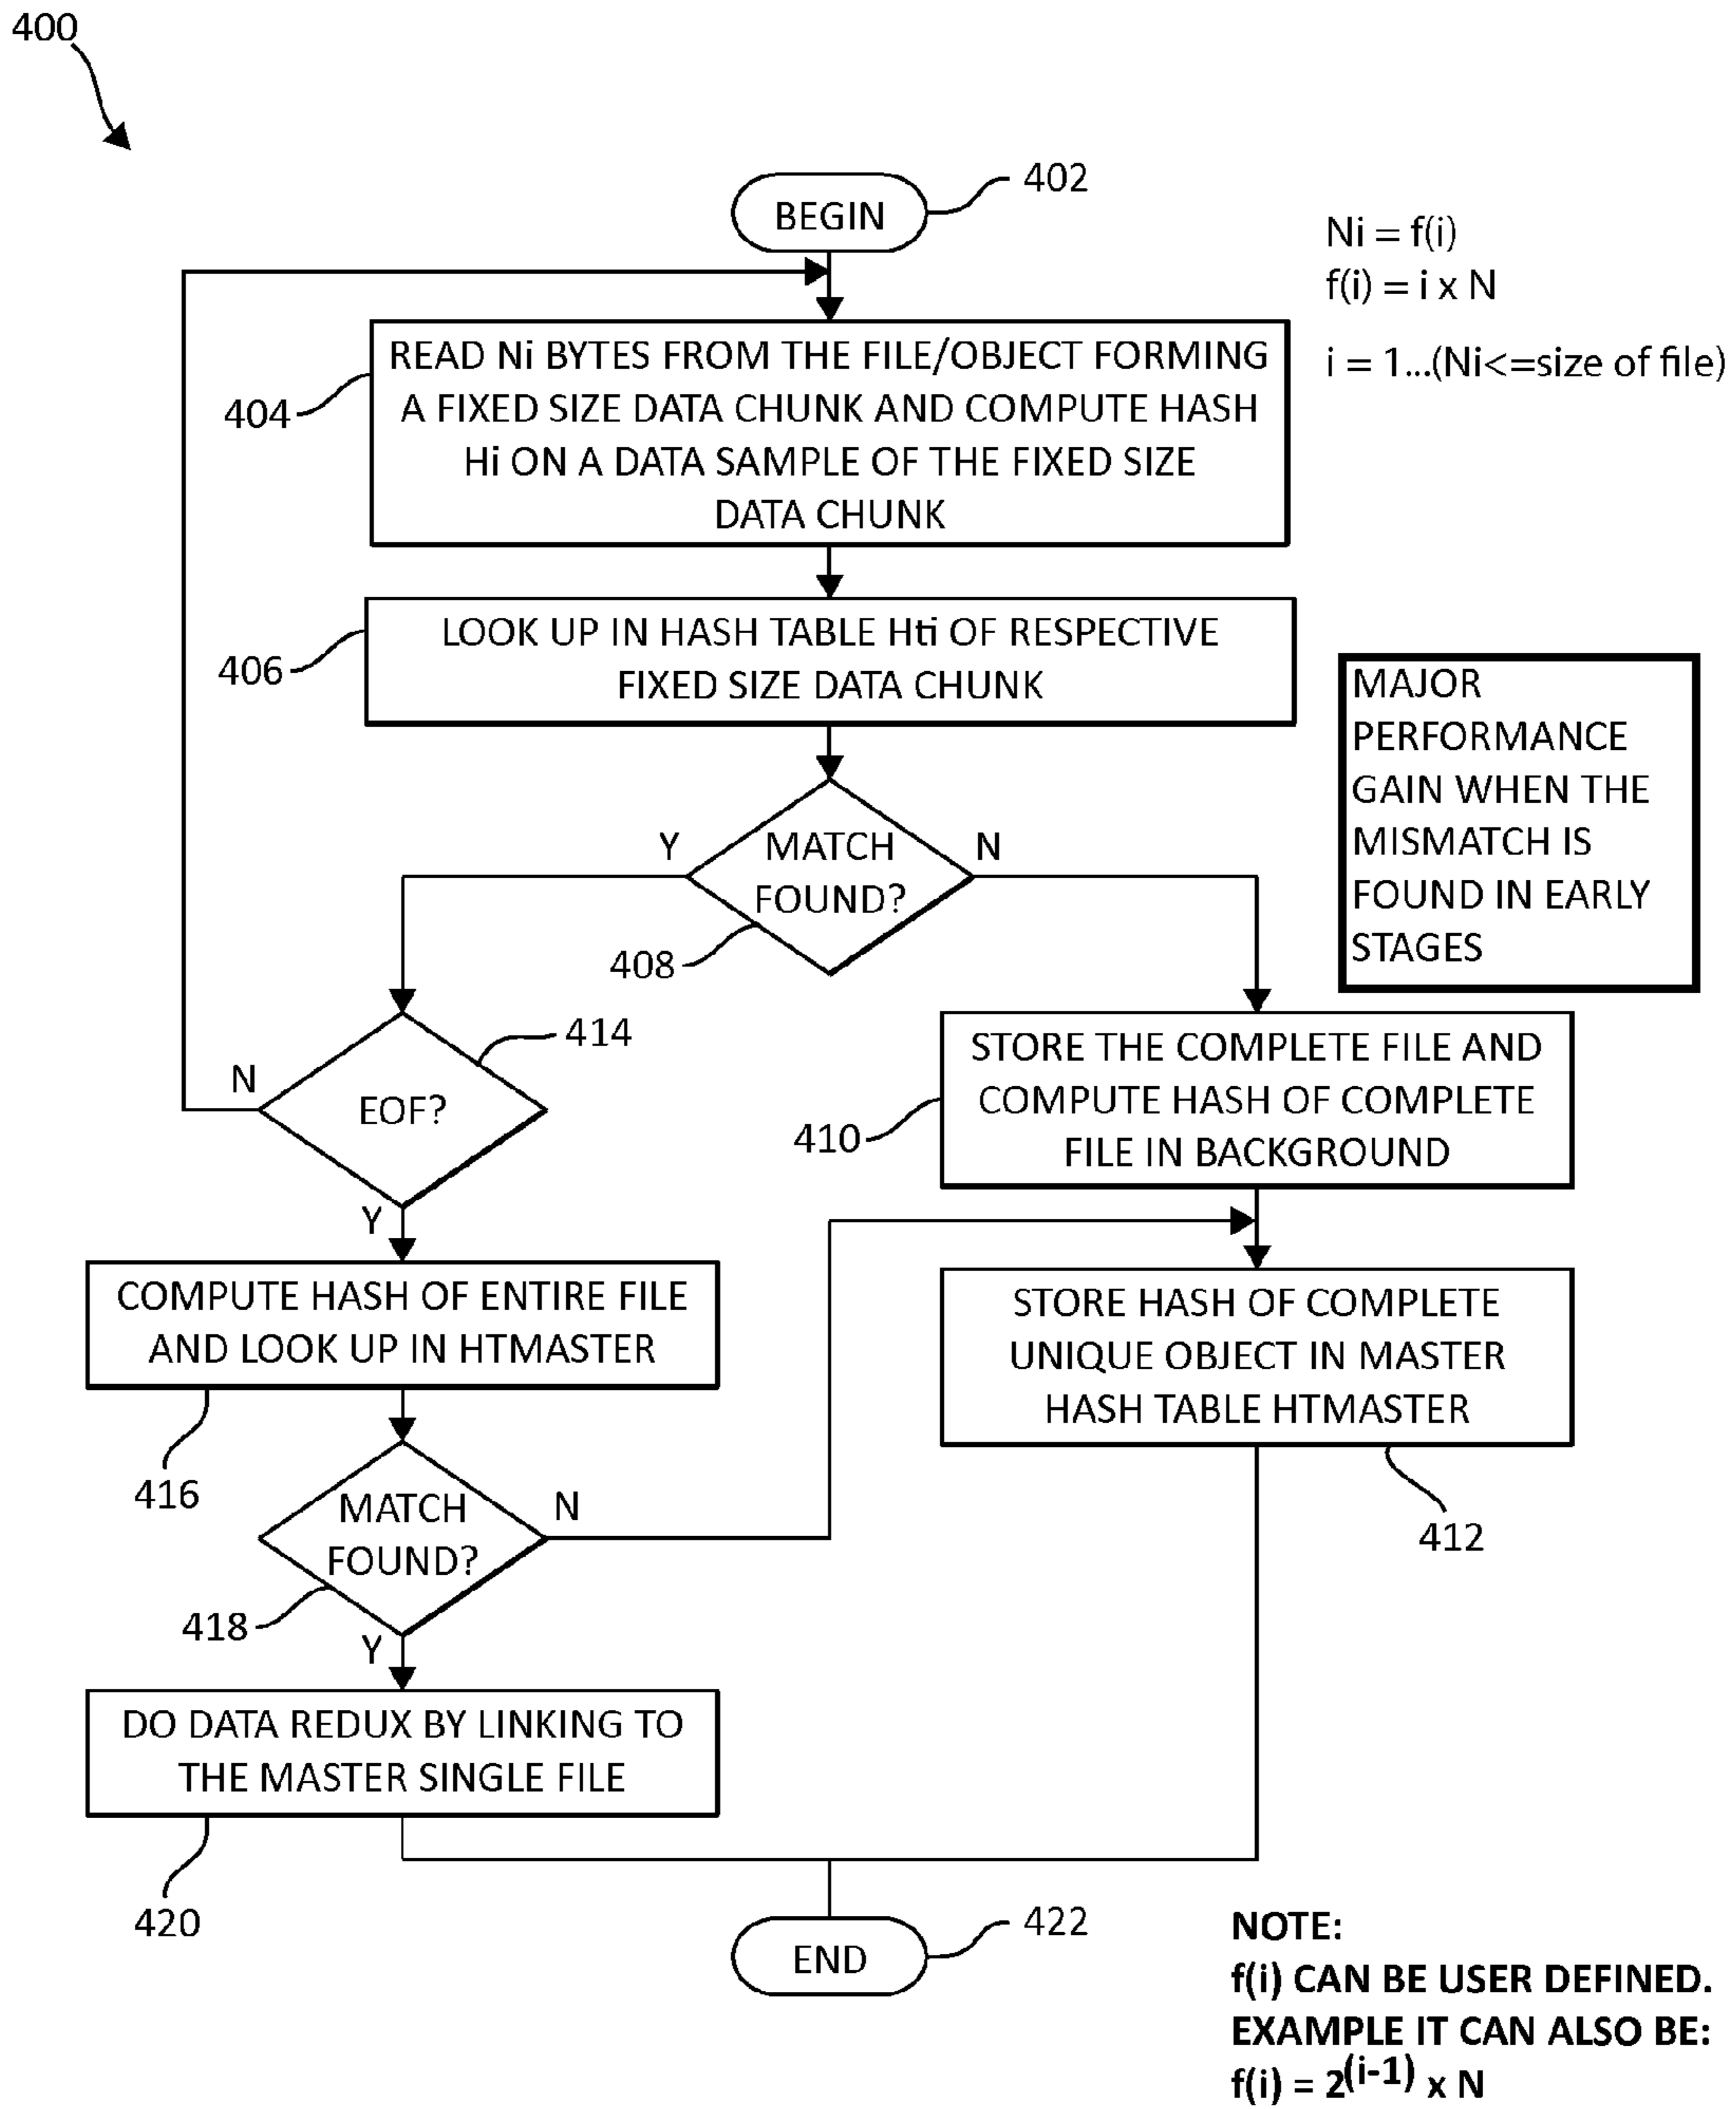 400
402
BEGIN
Ni = f(i)
f(i) = i x N
i = 1...(Ni<=size of file)
READ Ni BYTES FROM THE FILE/OBJECT FORMING
A FIXED SIZE DATA CHUNK AND COMPUTE HASH
Hi ON A DATA SAMPLE OF THE FIXED SIZE
DATA CHUNK
404
LOOK UP IN HASH TABLE Hti OF RESPECTIVE
FIXED SIZE DATA CHUNK
406
MAJOR
PERFORMANCE
GAIN WHEN THE
MISMATCH IS
FOUND IN EARLY
STAGES
Y
MATCH
FOUND?
N
408
414
N
EOF?
Y
STORE THE COMPLETE FILE AND
COMPUTE HASH OF COMPLETE
FILE IN BACKGROUND
410
COMPUTE HASH OF ENTIRE FILE
AND LOOK UP IN HTMASTER
416
STORE HASH OF COMPLETE
UNIQUE OBJECT IN MASTER
HASH TABLE HTMASTER
412
MATCH
FOUND?
N
418
Y
DO DATA REDUX BY LINKING TO
THE MASTER SINGLE FILE
420
422
END
NOTE:
f(i) CAN BE USER DEFINED.
EXAMPLE IT CAN ALSO BE:
f(i) = 2^(i-1) x N